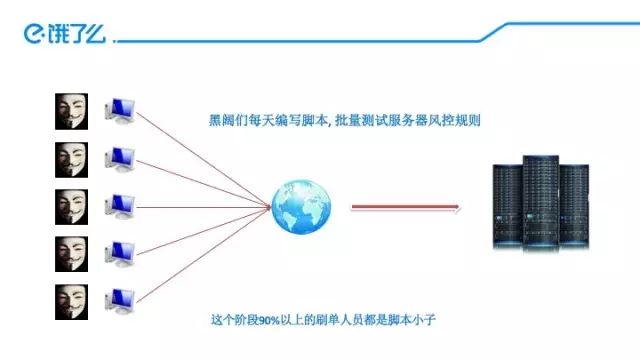 饿了么
黑阔们每天编写脚本, 批量测试服务器风控规则
这个阶段90%以上的刷单人员都是脚本小子